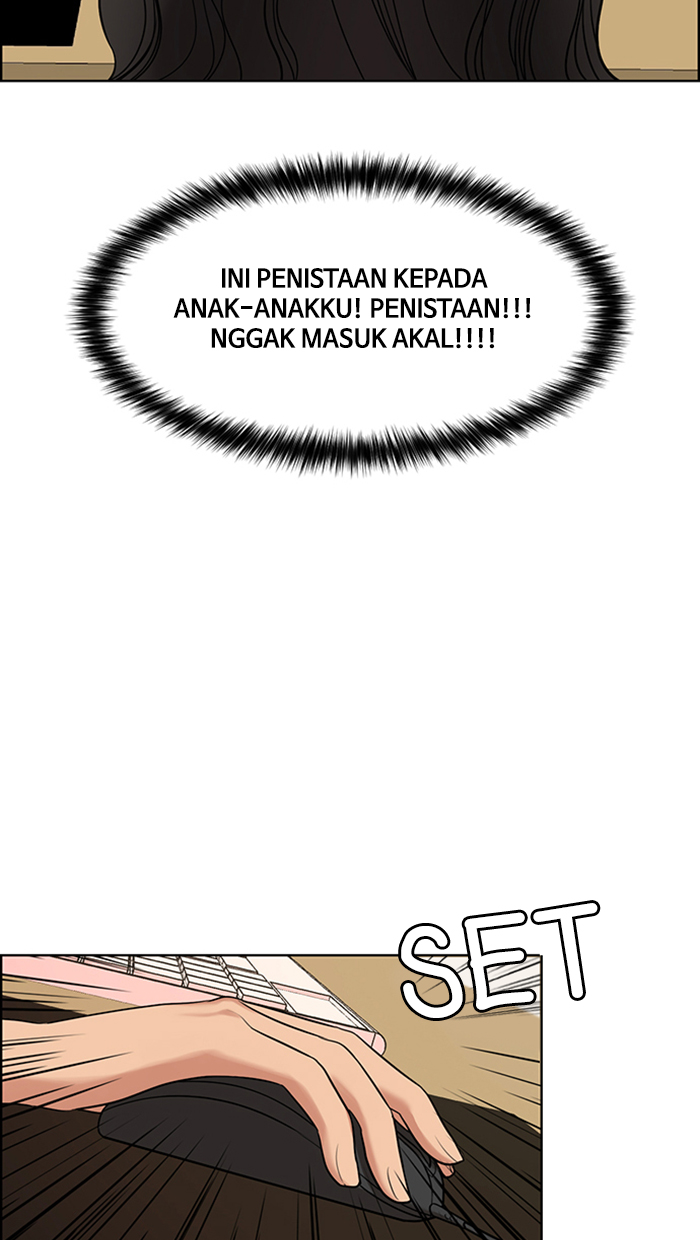 INI PENISTAAN KEPADA
ANAK-ANAKKU! PENISTAAN!!!
NGGAK MASUK AKAL!!!!
SET